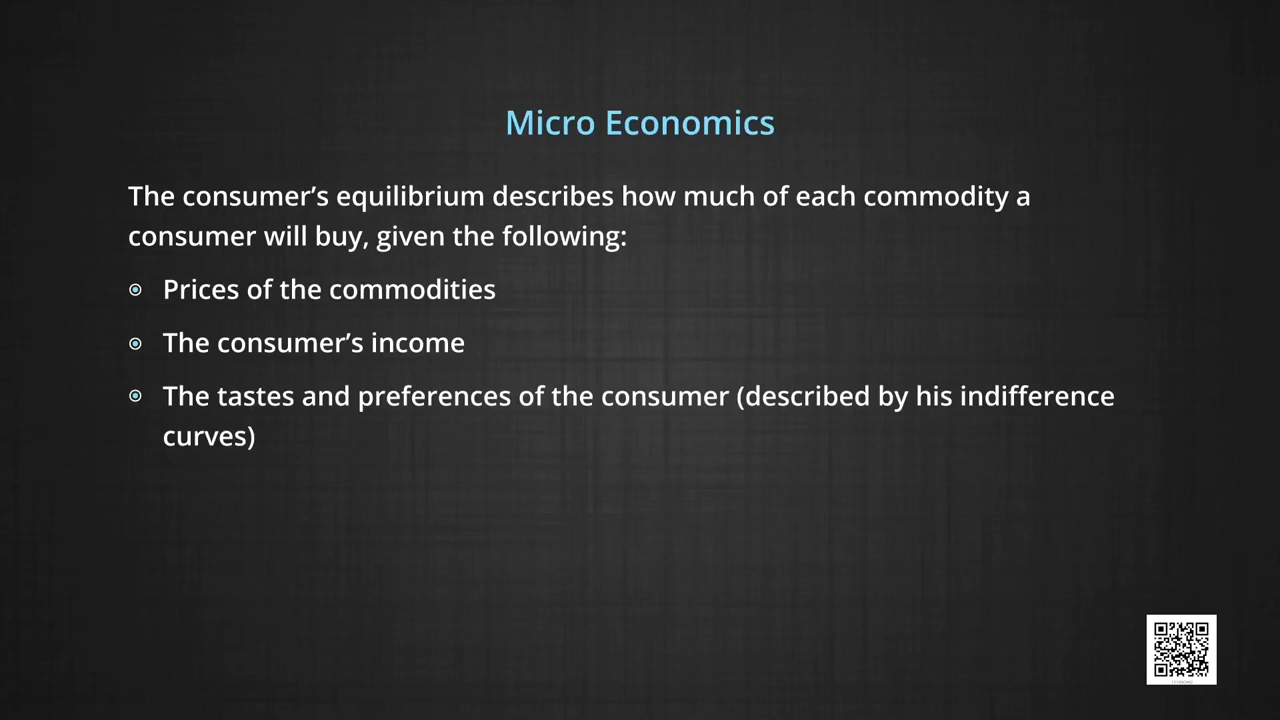 Micro Economics
The consumer’s equilibrium describes how much of each commodity a
consumer will buy, given the following:
Prices of the commodities
The consumer’s income
The tastes and preferences of the consumer (described by his indifference
curves)